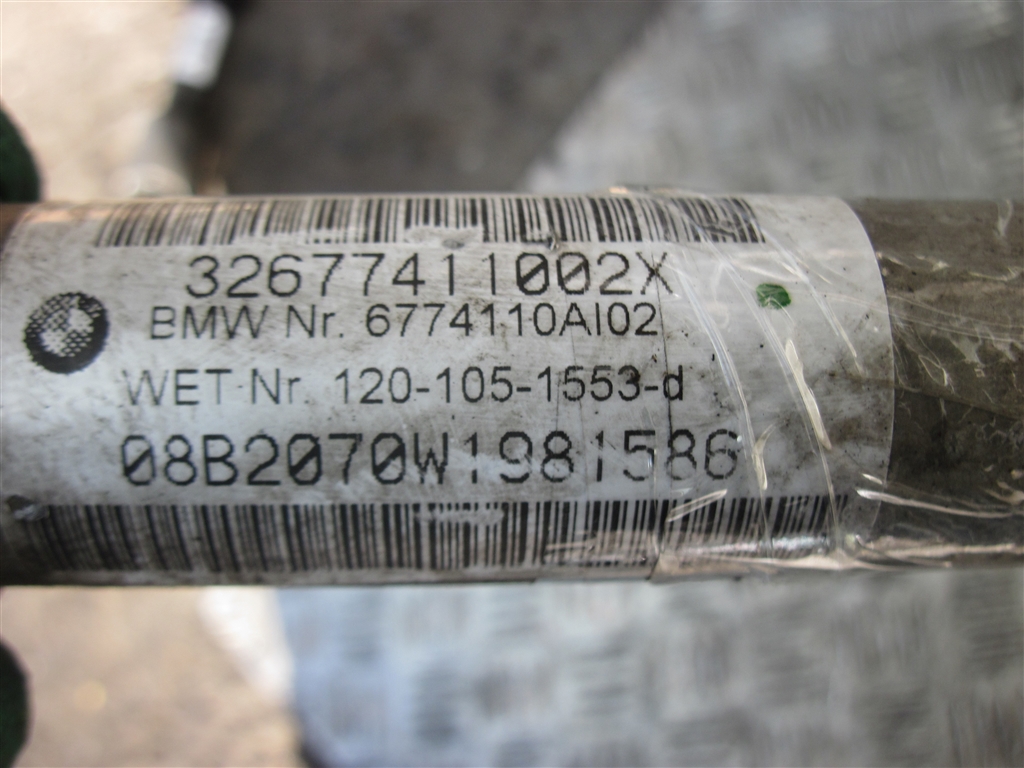 32677411002X
BMW Nr. 6774110AI02
WET Nr. 120-105-1553-d
08B2070W1981586